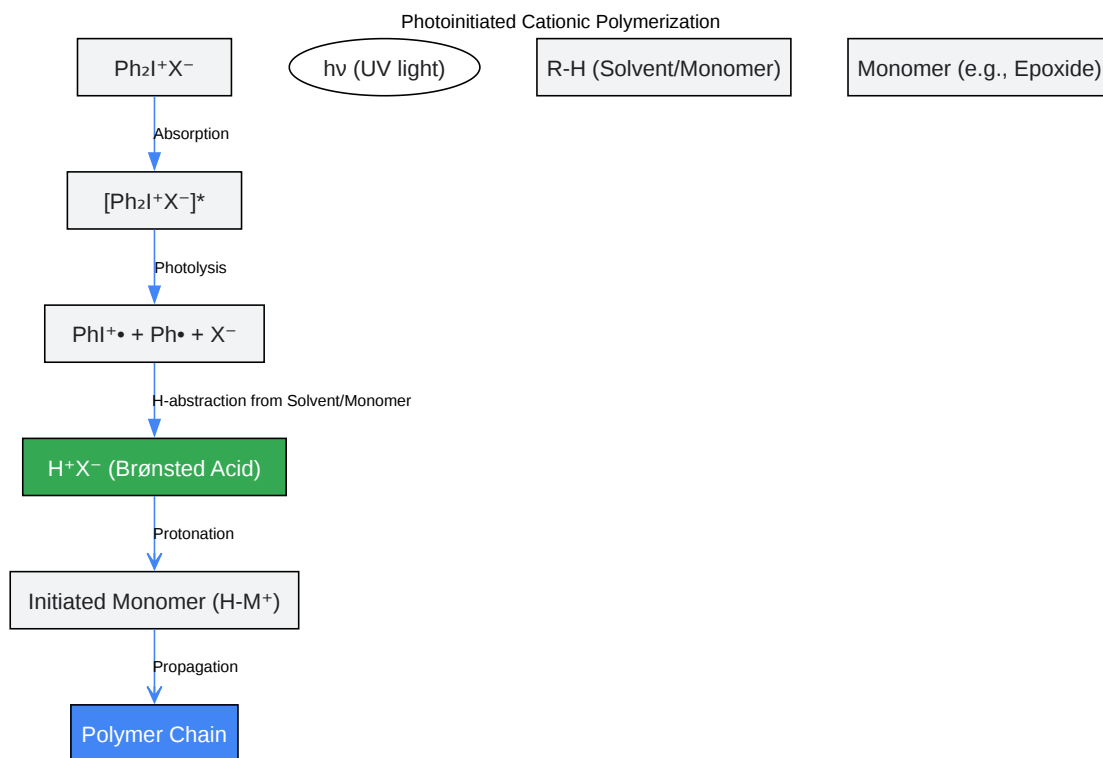 Photoinitiated Cationic Polymerization
Ph₂I⁺X⁻
hν (UV light)
R-H (Solvent/Monomer)
Monomer (e.g., Epoxide)
Absorption
[Ph₂I⁺X⁻]*
Photolysis
PhI⁺• + Ph• + X⁻
H-abstraction from Solvent/Monomer
H⁺X⁻ (Brønsted Acid)
Protonation
Initiated Monomer (H-M⁺)
Propagation
Polymer Chain